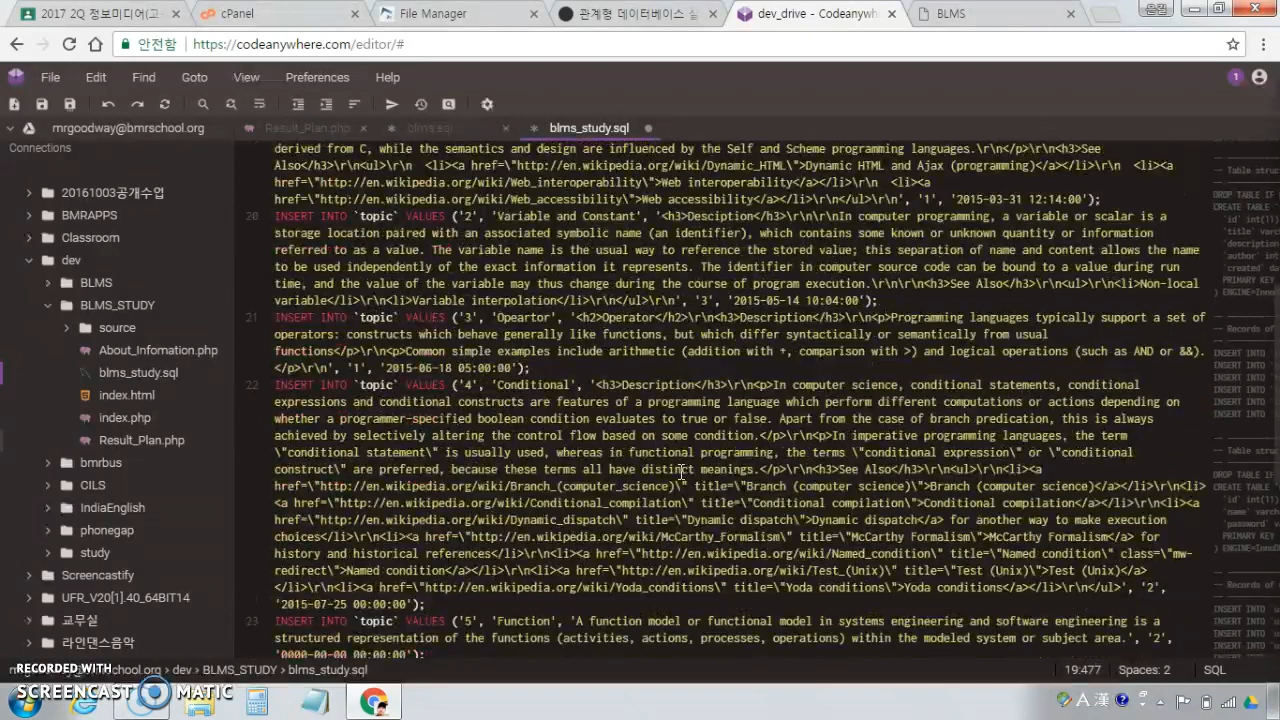 2017 2Q 정보미디어(고1
cPanel
File Manager
관계형 데이터베이스 실
dev_drive - Codeanywhe
BLMS
안전함
https://codeanywhere.com/editor/#
File Edit Find Goto View Preferences Help
1
mrgoodway@bmrschool.org
Result_Plan.php
blms.sql
blms_study.sql
Connections
20161003공개수업
BMRAPPS
Classroom
dev
BLMS
BLMS_STUDY
source
About_Infomation.php
blms_study.sql
index.html
index.php
Result_Plan.php
bmrbus
CILS
IndiaEnglish
phonegap
study
Screencastify
UFR_V20[1].40_64BIT14
교무실
라인댄스음악
derived from C, while the semantics and design are influenced by the Self and Scheme programming languages.\r\n</p>\r\n<h3>See
Also</h3>\r\n<ul>\r\n  <li><a href=\"http://en.wikipedia.org/wiki/Dynamic_HTML\">Dynamic HTML and Ajax (programming)</a></li>\r\n  <li><a
href=\"http://en.wikipedia.org/wiki/Web_interoperability\">Web interoperability</a></li>\r\n  <li><a
href=\"http://en.wikipedia.org/wiki/Web_accessibility\">Web accessibility</a></li>\r\n</ul>\r\n', '1', '2015-03-31 12:14:00');
20 INSERT INTO `topic` VALUES ('2', 'Variable and Constant', '<h3>Desciption</h3>\r\n\r\nIn computer programming, a variable or scalar is a
storage location paired with an associated symbolic name (an identifier), which contains some known or unknown quantity or information
referred to as a value. The variable name is the usual way to reference the stored value; this separation of name and content allows the name
to be used independently of the exact information it represents. The identifier in computer source code can be bound to a value during run
time, and the value of the variable may thus change during the course of program execution.\r\n\r\n<h3>See Also</h3>\r\n<ul>\r\n<li>Non-local
variable</li>\r\n<li>Variable interpolation</li>\r\n</ul>\r\n', '3', '2015-05-14 10:04:00');
21 INSERT INTO `topic` VALUES ('3', 'Opeartor', '<h2>Operator</h2>\r\n<h3>Description</h3>\r\n<p>Programming languages typically support a set of
operators: constructs which behave generally like functions, but which differ syntactically or semantically from usual
functions</p>\r\n<p>Common simple examples include arithmetic (addition with +, comparison with >) and logical operations (such as AND or &&).
</p>\r\n', '1', '2015-06-18 05:00:00');
22 INSERT INTO `topic` VALUES ('4', 'Conditional', '<h3>Description</h3>\r\n<p>In computer science, conditional statements, conditional
expressions and conditional constructsare features of a programming language which perform different computations or actions depending on
whether a programmer-specified boolean condition evaluates to true or false. Apart from the case of branch predication, this is always
achieved by selectively altering the control flow based on some condition.</p>\r\n<p>In imperative programming languages, the term
\"conditional statement\" is usually used, whereas in functional programming, the terms \"conditional expression\" or \"conditional
construct\" are preferred, because these terms all have distinct meanings.</p>\r\n<h3>See Also</h3>\r\n<ul>\r\n<li><a
href=\"http://en.wikipedia.org/wiki/Branch_(computer_science)\" title=\"Branch (computer science)\">Branch (computer science)</a></li>\r\n<li>
<a href=\"http://en.wikipedia.org/wiki/Conditional_compilation\" title=\"Conditional compilation\">Conditional compilation</a></li>\r\n<li><a
href=\"http://en.wikipedia.org/wiki/Dynamic_dispatch\" title=\"Dynamic dispatch\">Dynamic dispatch</a> for another way to make execution
choices</li>\r\n<li><a href=\"http://en.wikipedia.org/wiki/McCarthy_Formalism\" title=\"McCarthy Formalism\">McCarthy Formalism</a> for
history and historical references</li>\r\n<li><a href=\"http://en.wikipedia.org/wiki/Named_condition\" title=\"Named condition\" class=\"mw-
redirect\">Named condition</a></li>\r\n<li><a href=\"http://en.wikipedia.org/wiki/Test_(Unix)\" title=\"Test (Unix)\">Test (Unix)</a>
</li>\r\n<li><a href=\"http://en.wikipedia.org/wiki/Yoda_conditions\" title=\"Yoda conditions\">Yoda conditions</a></li>\r\n</ul>', '2',
'2015-07-25 00:00:00');
23 INSERT INTO `topic` VALUES ('5', 'Function', 'A function model or functional model in systems engineering and software engineering is a
structured representation of the functions (activities, actions, processes, operations) within the modeled system or subject area.', '2',
'0000-00-00 00:00:00');
school.org > dev > BLMS_STUDY > blms_study.sql
19:477 Spaces: 2 SQL
RECORDED WITH
SCREENCAST MATIC